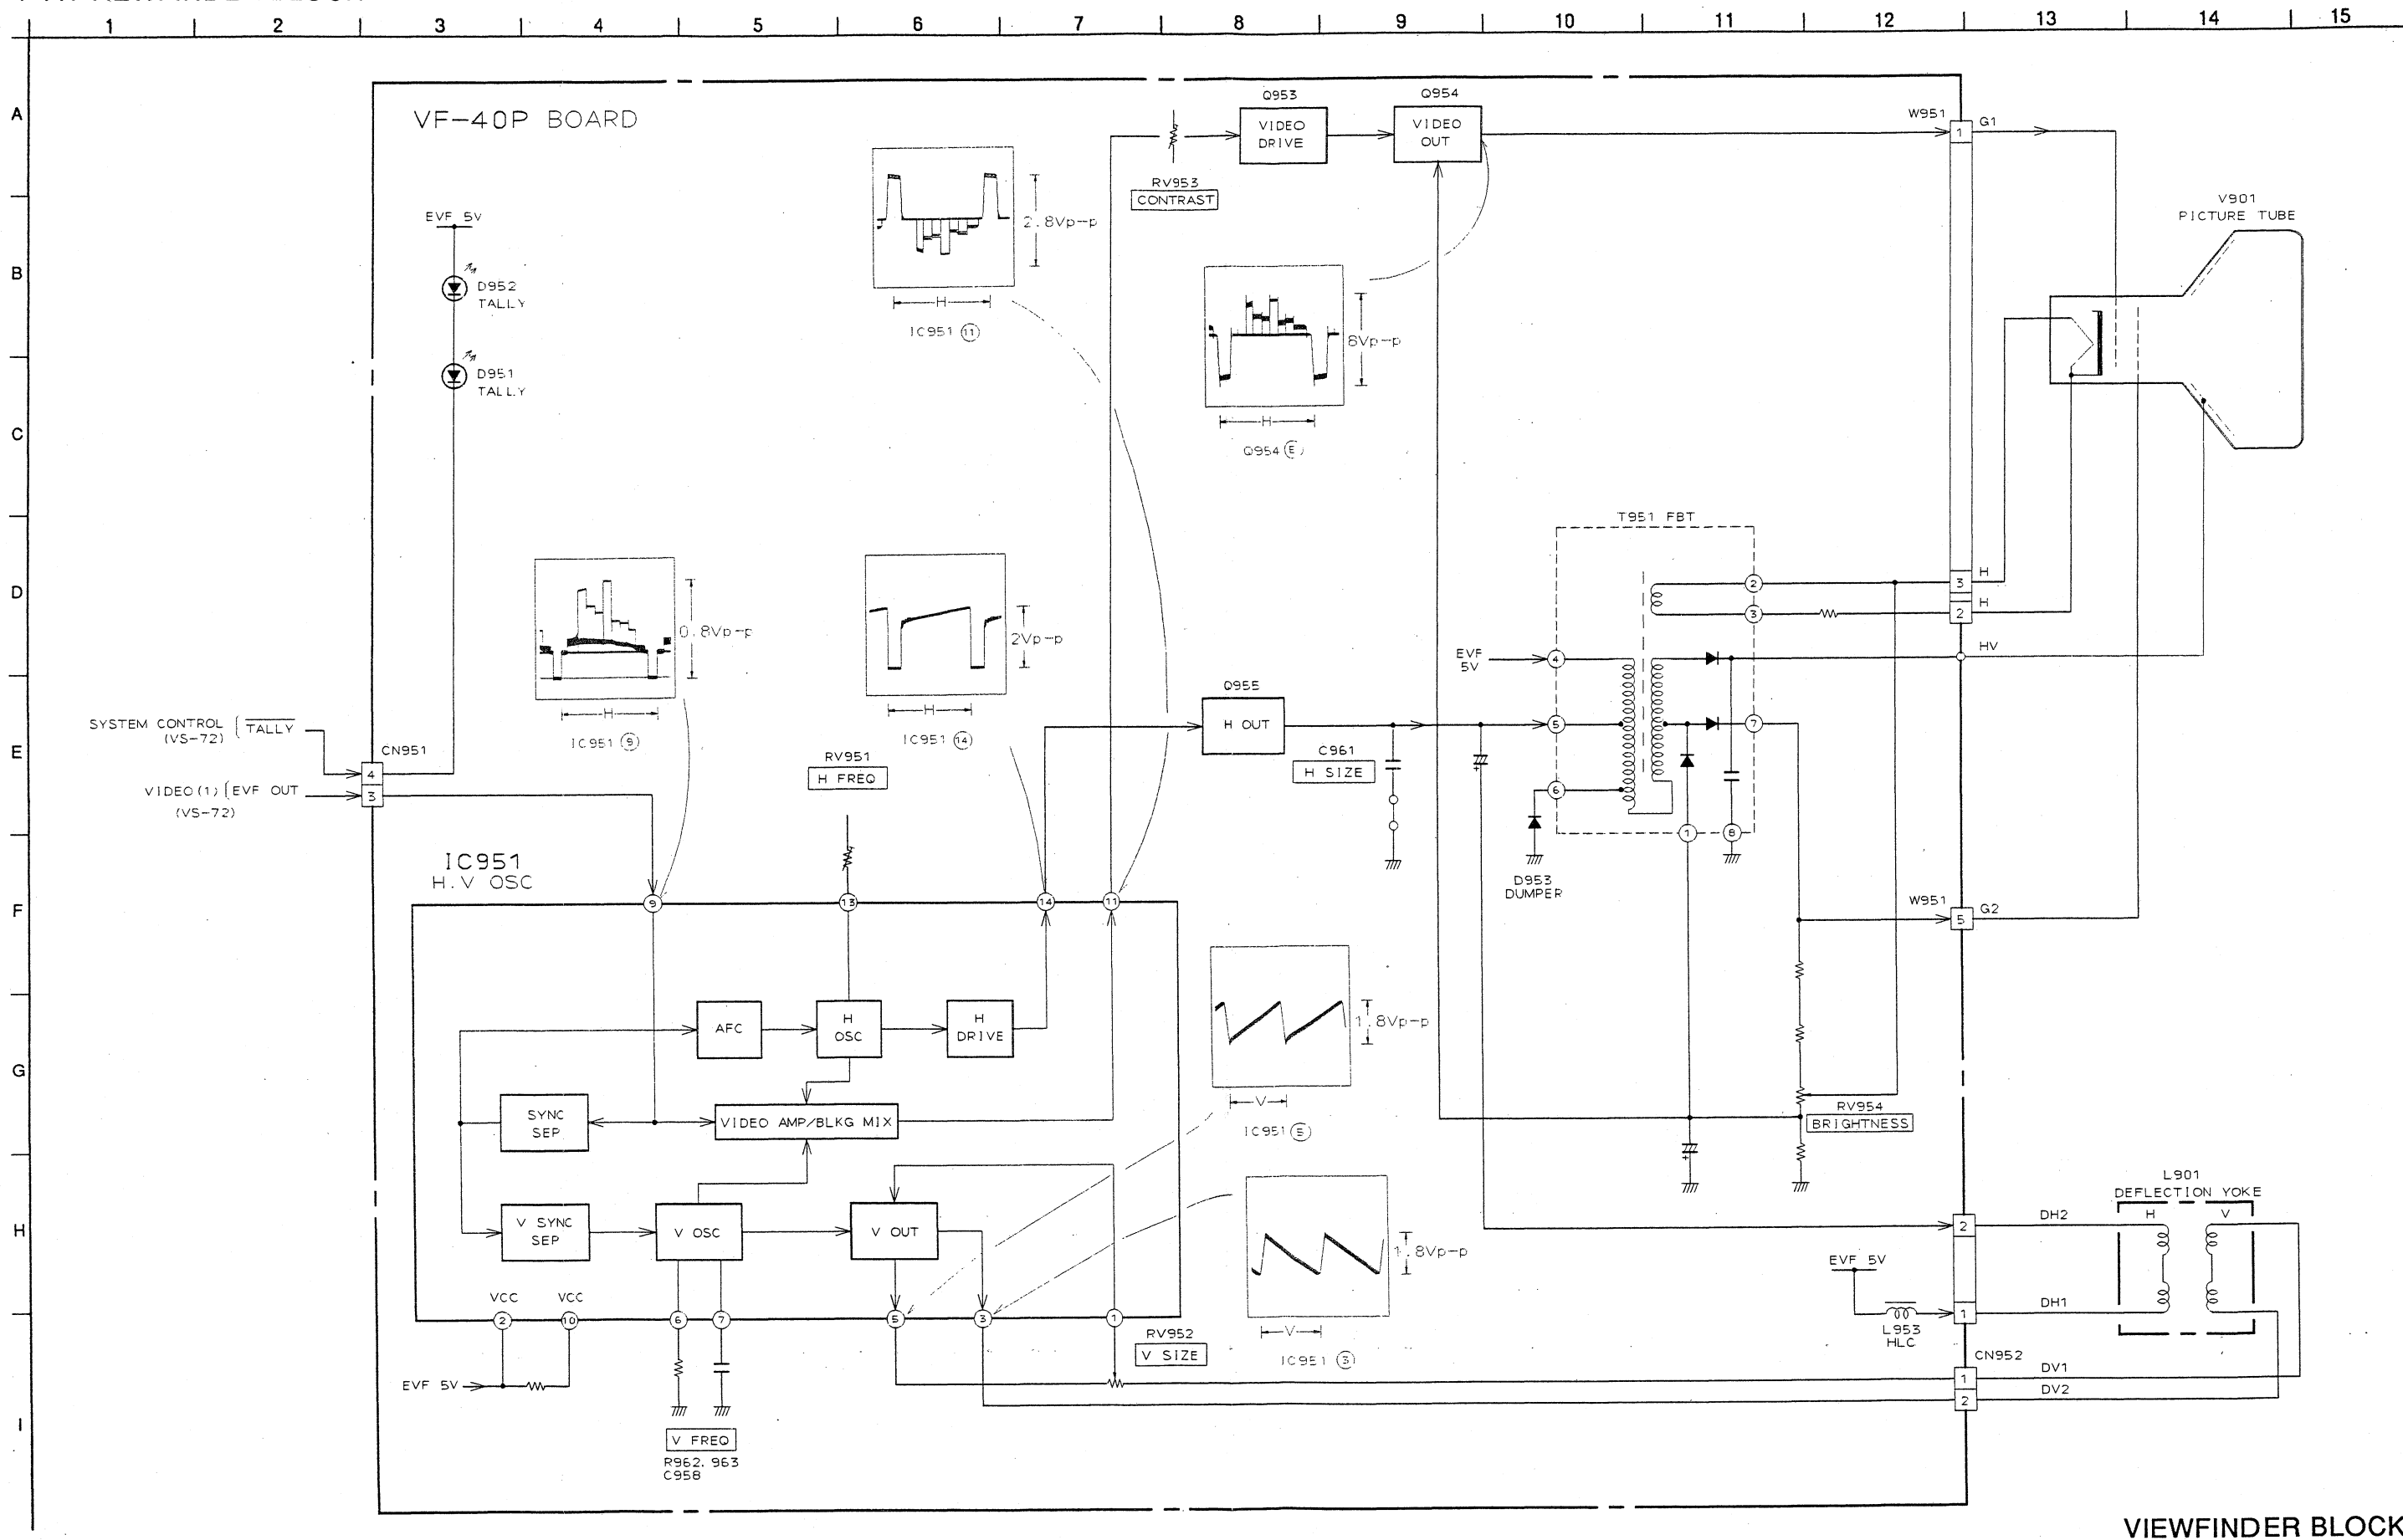 1 2 3 4 5 6 7 8 9 10 11 12 13 14 15
A
B
C
D
E
F
G
H
I
VF-40P BOARD
EVF 5V
D952
TALLY
D951
TALLY
2.8Vp-p
H
IC951 ⑪
RV953
CONTRAST
Q953
VIDEO
DRIVE
Q954
VIDEO
OUT
8Vp-p
H
Q954 Ⓔ
W951
1
G1
V901
PICTURE TUBE
0.8Vp-p
H
IC951 ⑨
2Vp-p
H
IC951 ⑭
T951 FBT
2
3
4
5
6
7
1
8
EVF
5V
3
H
2
H
HV
SYSTEM CONTROL
(VS-72)
TALLY
VIDEO(1)
(VS-72)
EVF OUT
CN951
4
3
RV951
H FREQ
Q955
H OUT
C961
H SIZE
D953
DUMPER
W951
5
G2
IC951
H.V OSC
9
13
14
11
AFC
H
OSC
H
DRIVE
SYNC
SEP
VIDEO AMP/BLKG MIX
V SYNC
SEP
V OSC
V OUT
VCC
VCC
2
10
6
7
5
3
1
EVF 5V
V FREQ
R962. 963
C958
RV952
V SIZE
1.8Vp-p
V
IC951 ⑤
1.8Vp-p
V
IC951 ③
RV954
BRIGHTNESS
L901
DEFLECTION YOKE
H
V
2
DH2
EVF 5V
L953
HLC
1
DH1
CN952
1
DV1
2
DV2
VIEWFINDER BLOCK